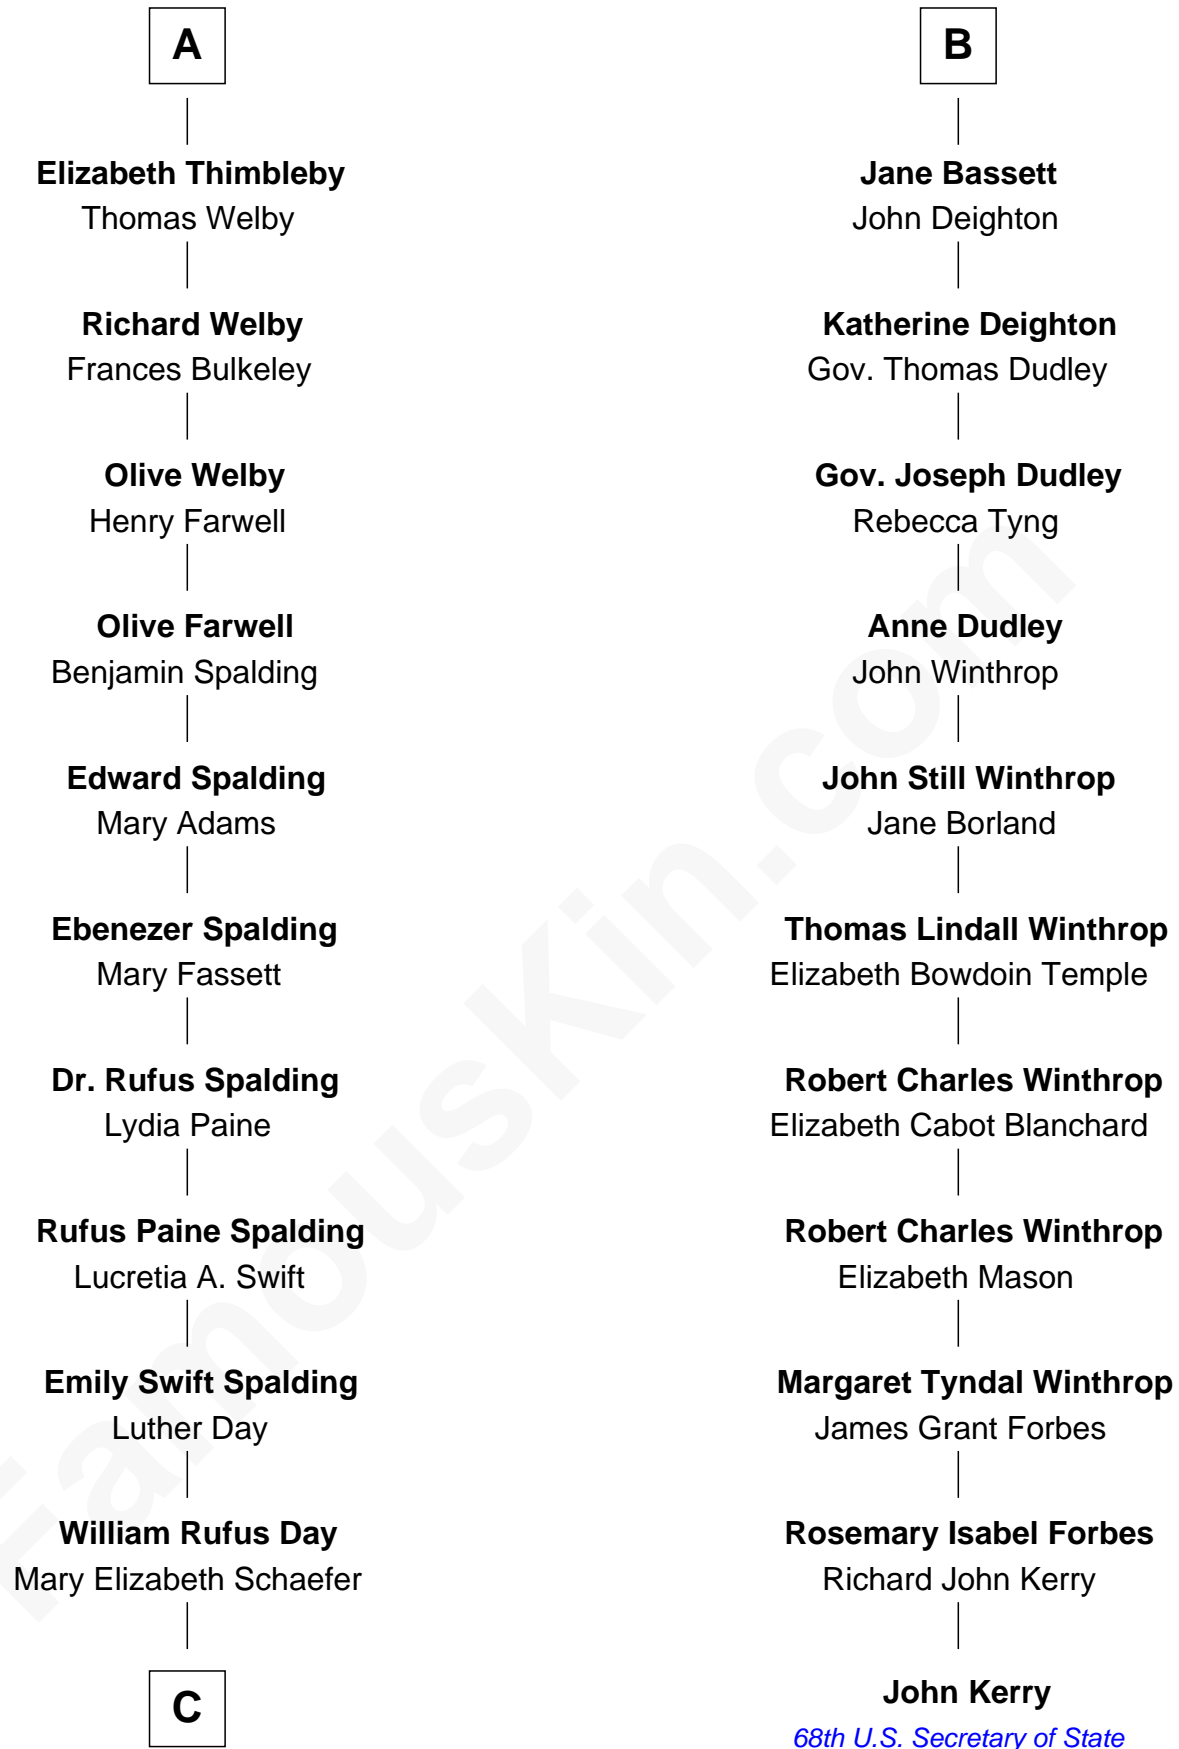 A
Elizabeth Thimbleby
Thomas Welby
Richard Welby
Frances Bulkeley
Olive Welby
Henry Farwell
Olive Farwell
Benjamin Spalding
Edward Spalding
Mary Adams
Ebenezer Spalding
Mary Fassett
Dr. Rufus Spalding
Lydia Paine
Rufus Paine Spalding
Lucretia A. Swift
Emily Swift Spalding
Luther Day
William Rufus Day
Mary Elizabeth Schaefer
C
B
Jane Bassett
John Deighton
Katherine Deighton
Gov. Thomas Dudley
Gov. Joseph Dudley
Rebecca Tyng
Anne Dudley
John Winthrop
John Still Winthrop
Jane Borland
Thomas Lindall Winthrop
Elizabeth Bowdoin Temple
Robert Charles Winthrop
Elizabeth Cabot Blanchard
Robert Charles Winthrop
Elizabeth Mason
Margaret Tyndal Winthrop
James Grant Forbes
Rosemary Isabel Forbes
Richard John Kerry
John Kerry
68th U.S. Secretary of State
FamousKin.com